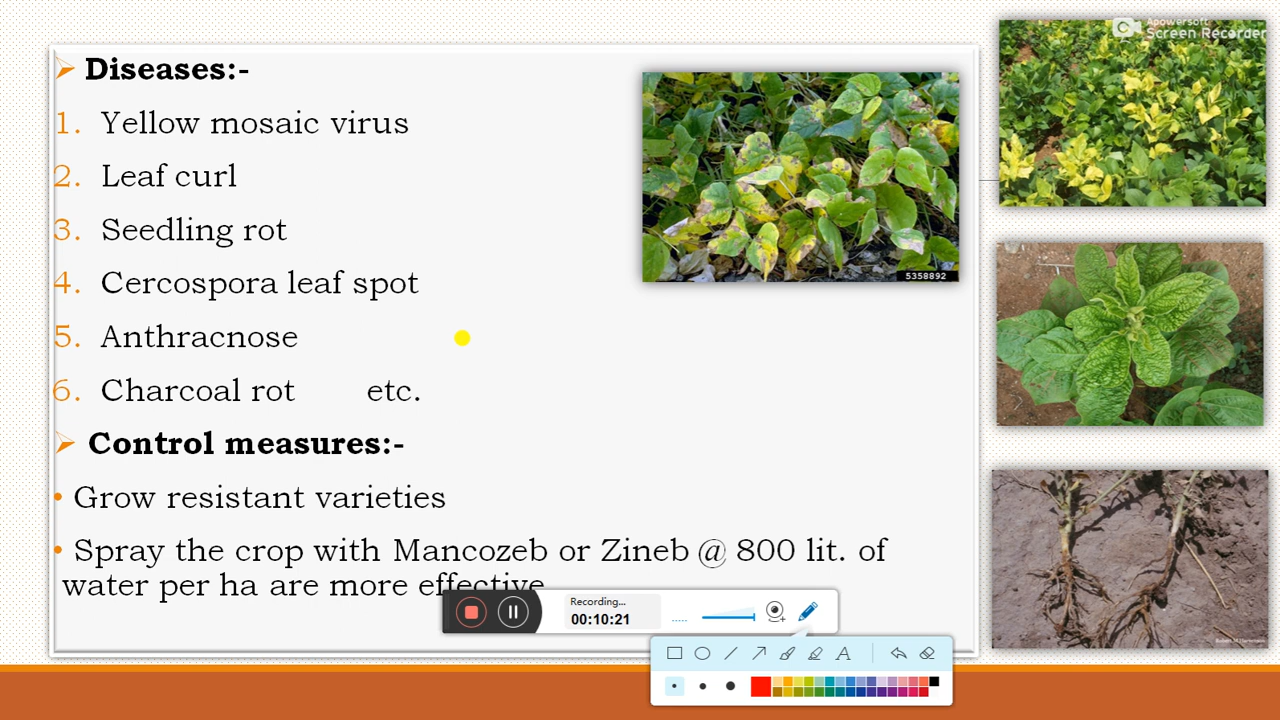 Apowersoft
Screen Recorder
Diseases:-
1. Yellow mosaic virus
2. Leaf curl
3. Seedling rot
4. Cercospora leaf spot
5. Anthracnose
6. Charcoal rot etc.
Control measures:-
• Grow resistant varieties
• Spray the crop with Mancozeb or Zineb @ 800 lit. of
water per ha are more effective
5358892
Recording...
00:10:21
A